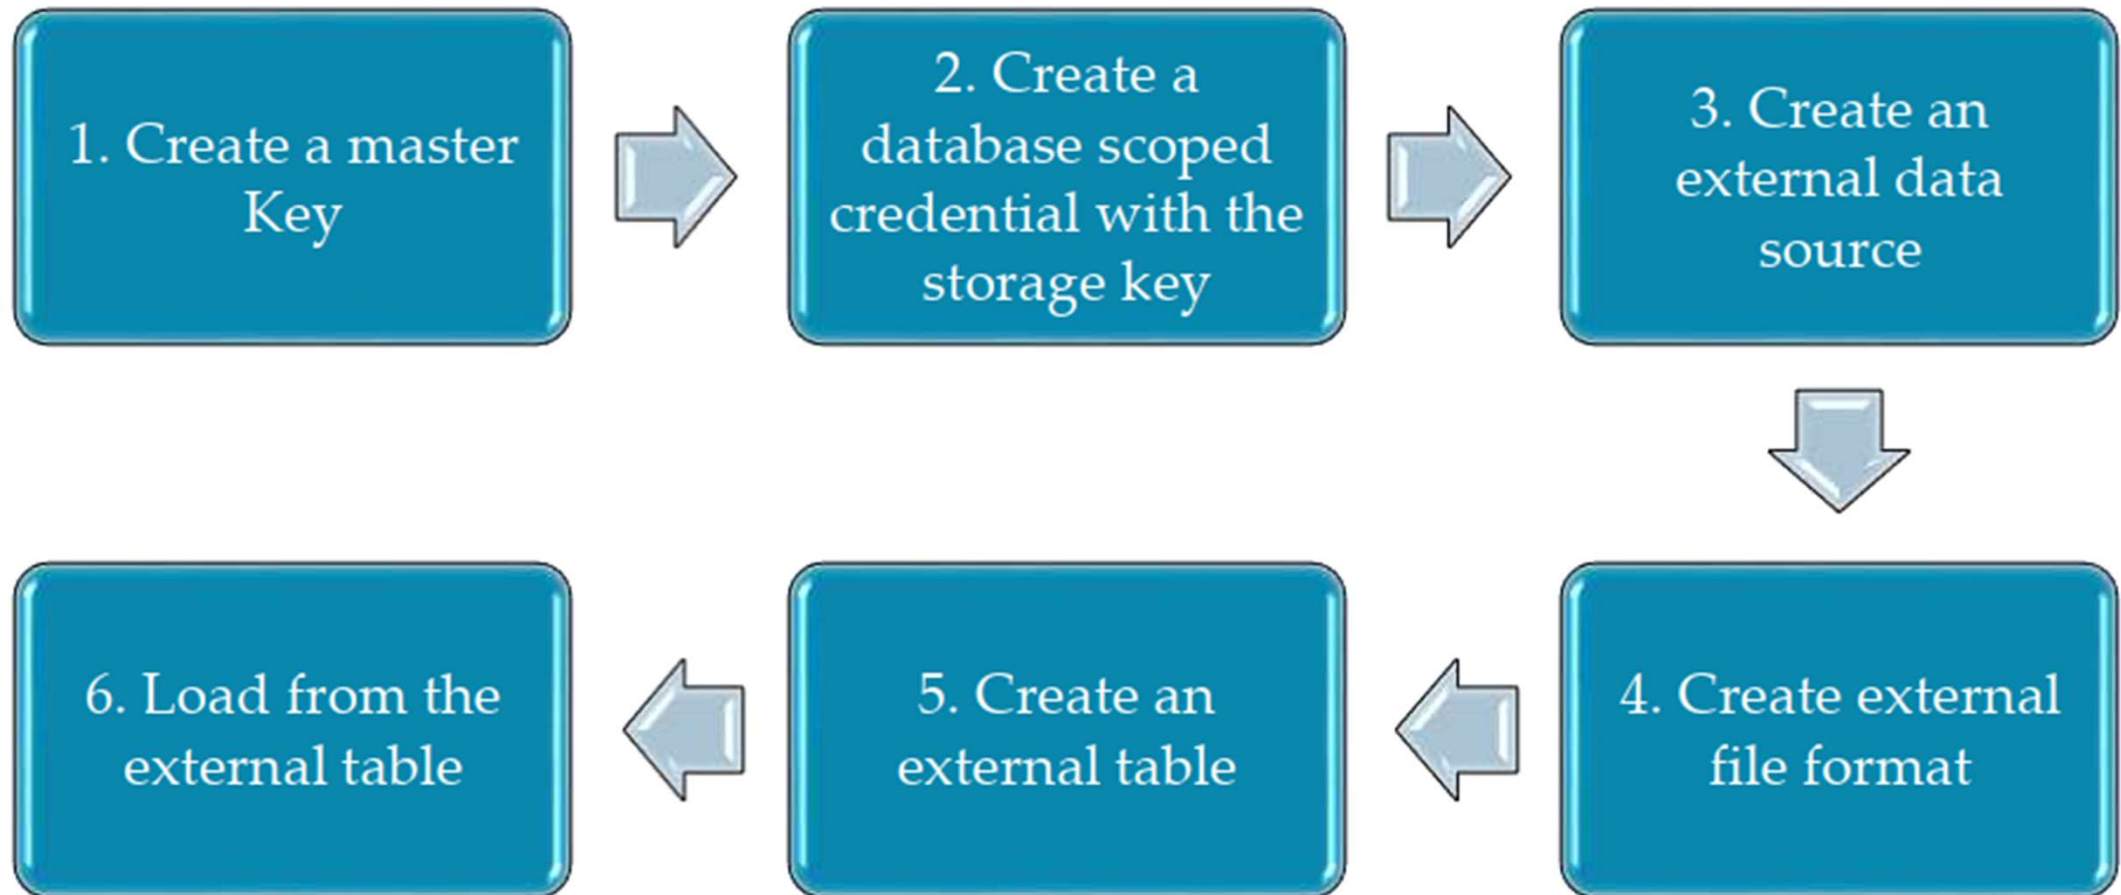 1. Create a master
Key
2. Create a
database scoped
credential with the
storage key
3. Create an
external data
source
4. Create external
file format
5. Create an
external table
6. Load from the
external table